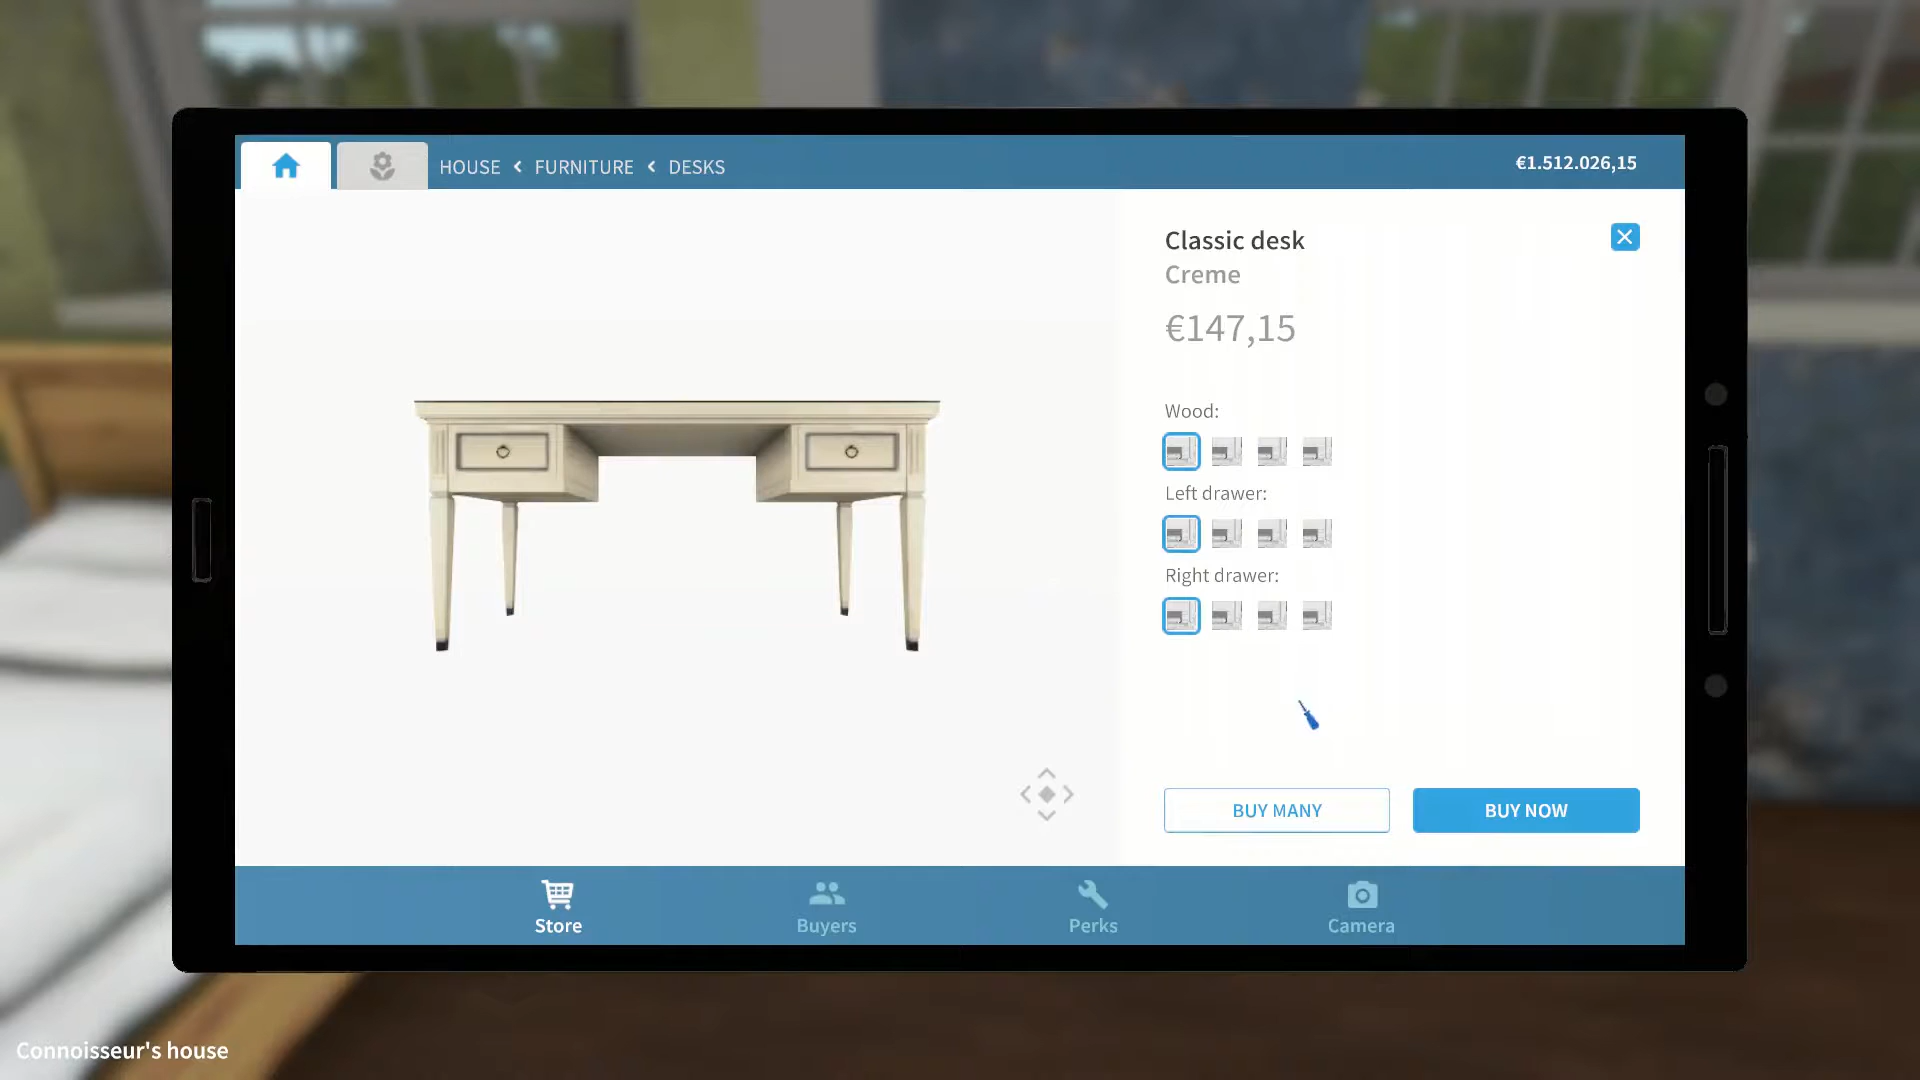 HOUSE < FURNITURE < DESKS
€1.512.026,15
Classic desk
Creme
€147,15
Wood:
Left drawer:
Right drawer:
BUY MANY
BUY NOW
Store
Buyers
Perks
Camera
Connoisseur's house